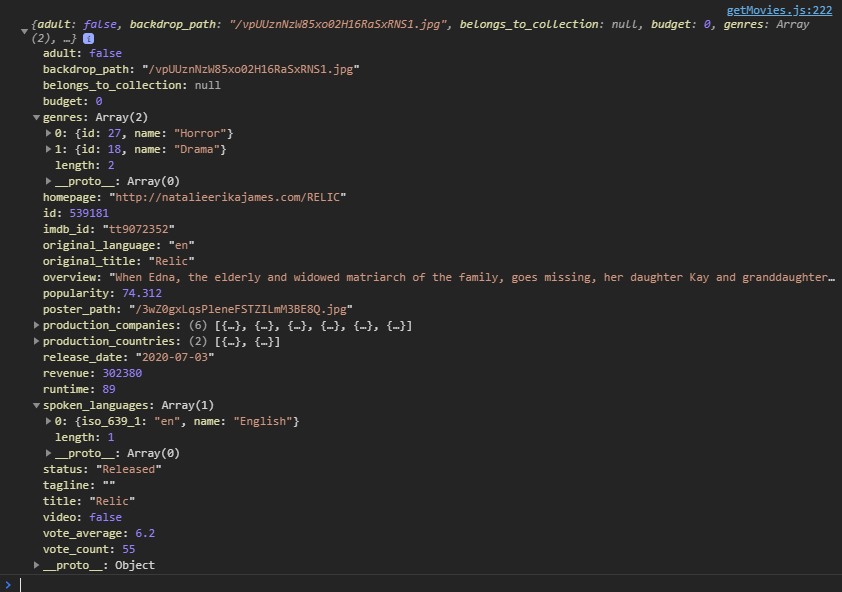 getMovies.js:222
{adult: false, backdrop_path: "/vpUUznNzW85xo02H16RaSxRNS1.jpg", belongs_to_collection: null, budget: 0, genres: Array
(2), …} i
adult: false
backdrop_path: "/vpUUznNzW85xo02H16RaSxRNS1.jpg"
belongs_to_collection: null
budget: 0
genres: Array(2)
0: {id: 27, name: "Horror"}
1: {id: 18, name: "Drama"}
length: 2
__proto__: Array(0)
homepage: "http://natalieerikajames.com/RELIC"
id: 539181
imdb_id: "tt9072352"
original_language: "en"
original_title: "Relic"
overview: "When Edna, the elderly and widowed matriarch of the family, goes missing, her daughter Kay and granddaughter…
popularity: 74.312
poster_path: "/3wZ0gxLqsPleneFSTZILmM3BE8Q.jpg"
production_companies: (6) [{…}, {…}, {…}, {…}, {…}, {…}]
production_countries: (2) [{…}, {…}]
release_date: "2020-07-03"
revenue: 302380
runtime: 89
spoken_languages: Array(1)
0: {iso_639_1: "en", name: "English"}
length: 1
__proto__: Array(0)
status: "Released"
tagline: ""
title: "Relic"
video: false
vote_average: 6.2
vote_count: 55
__proto__: Object